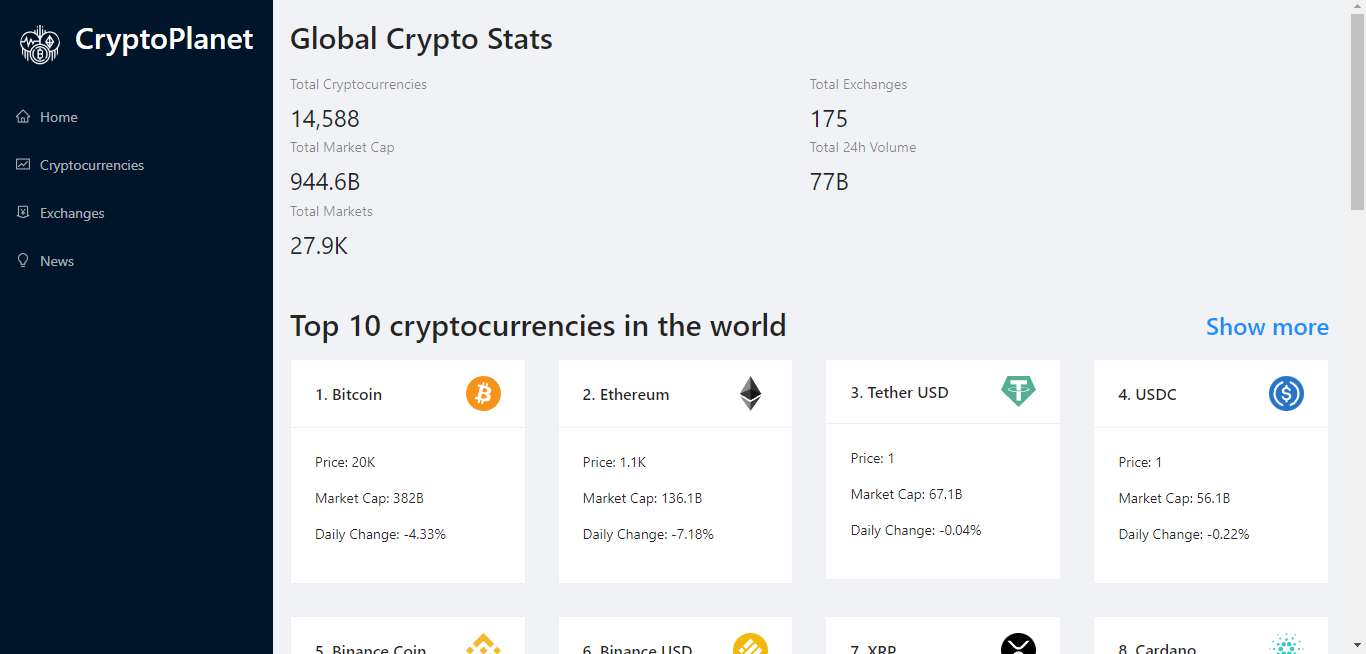 CryptoPlanet
Home
Cryptocurrencies
Exchanges
News
Global Crypto Stats
Total Cryptocurrencies
14,588
Total Exchanges
175
Total Market Cap
944.6B
Total 24h Volume
77B
Total Markets
27.9K
Top 10 cryptocurrencies in the world
Show more
1. Bitcoin
Price: 20K
Market Cap: 382B
Daily Change: -4.33%
2. Ethereum
Price: 1.1K
Market Cap: 136.1B
Daily Change: -7.18%
3. Tether USD
Price: 1
Market Cap: 67.1B
Daily Change: -0.04%
4. USDC
Price: 1
Market Cap: 56.1B
Daily Change: -0.22%
5. Binance Coin
6. Binance USD
7. XRP
8. Cardano